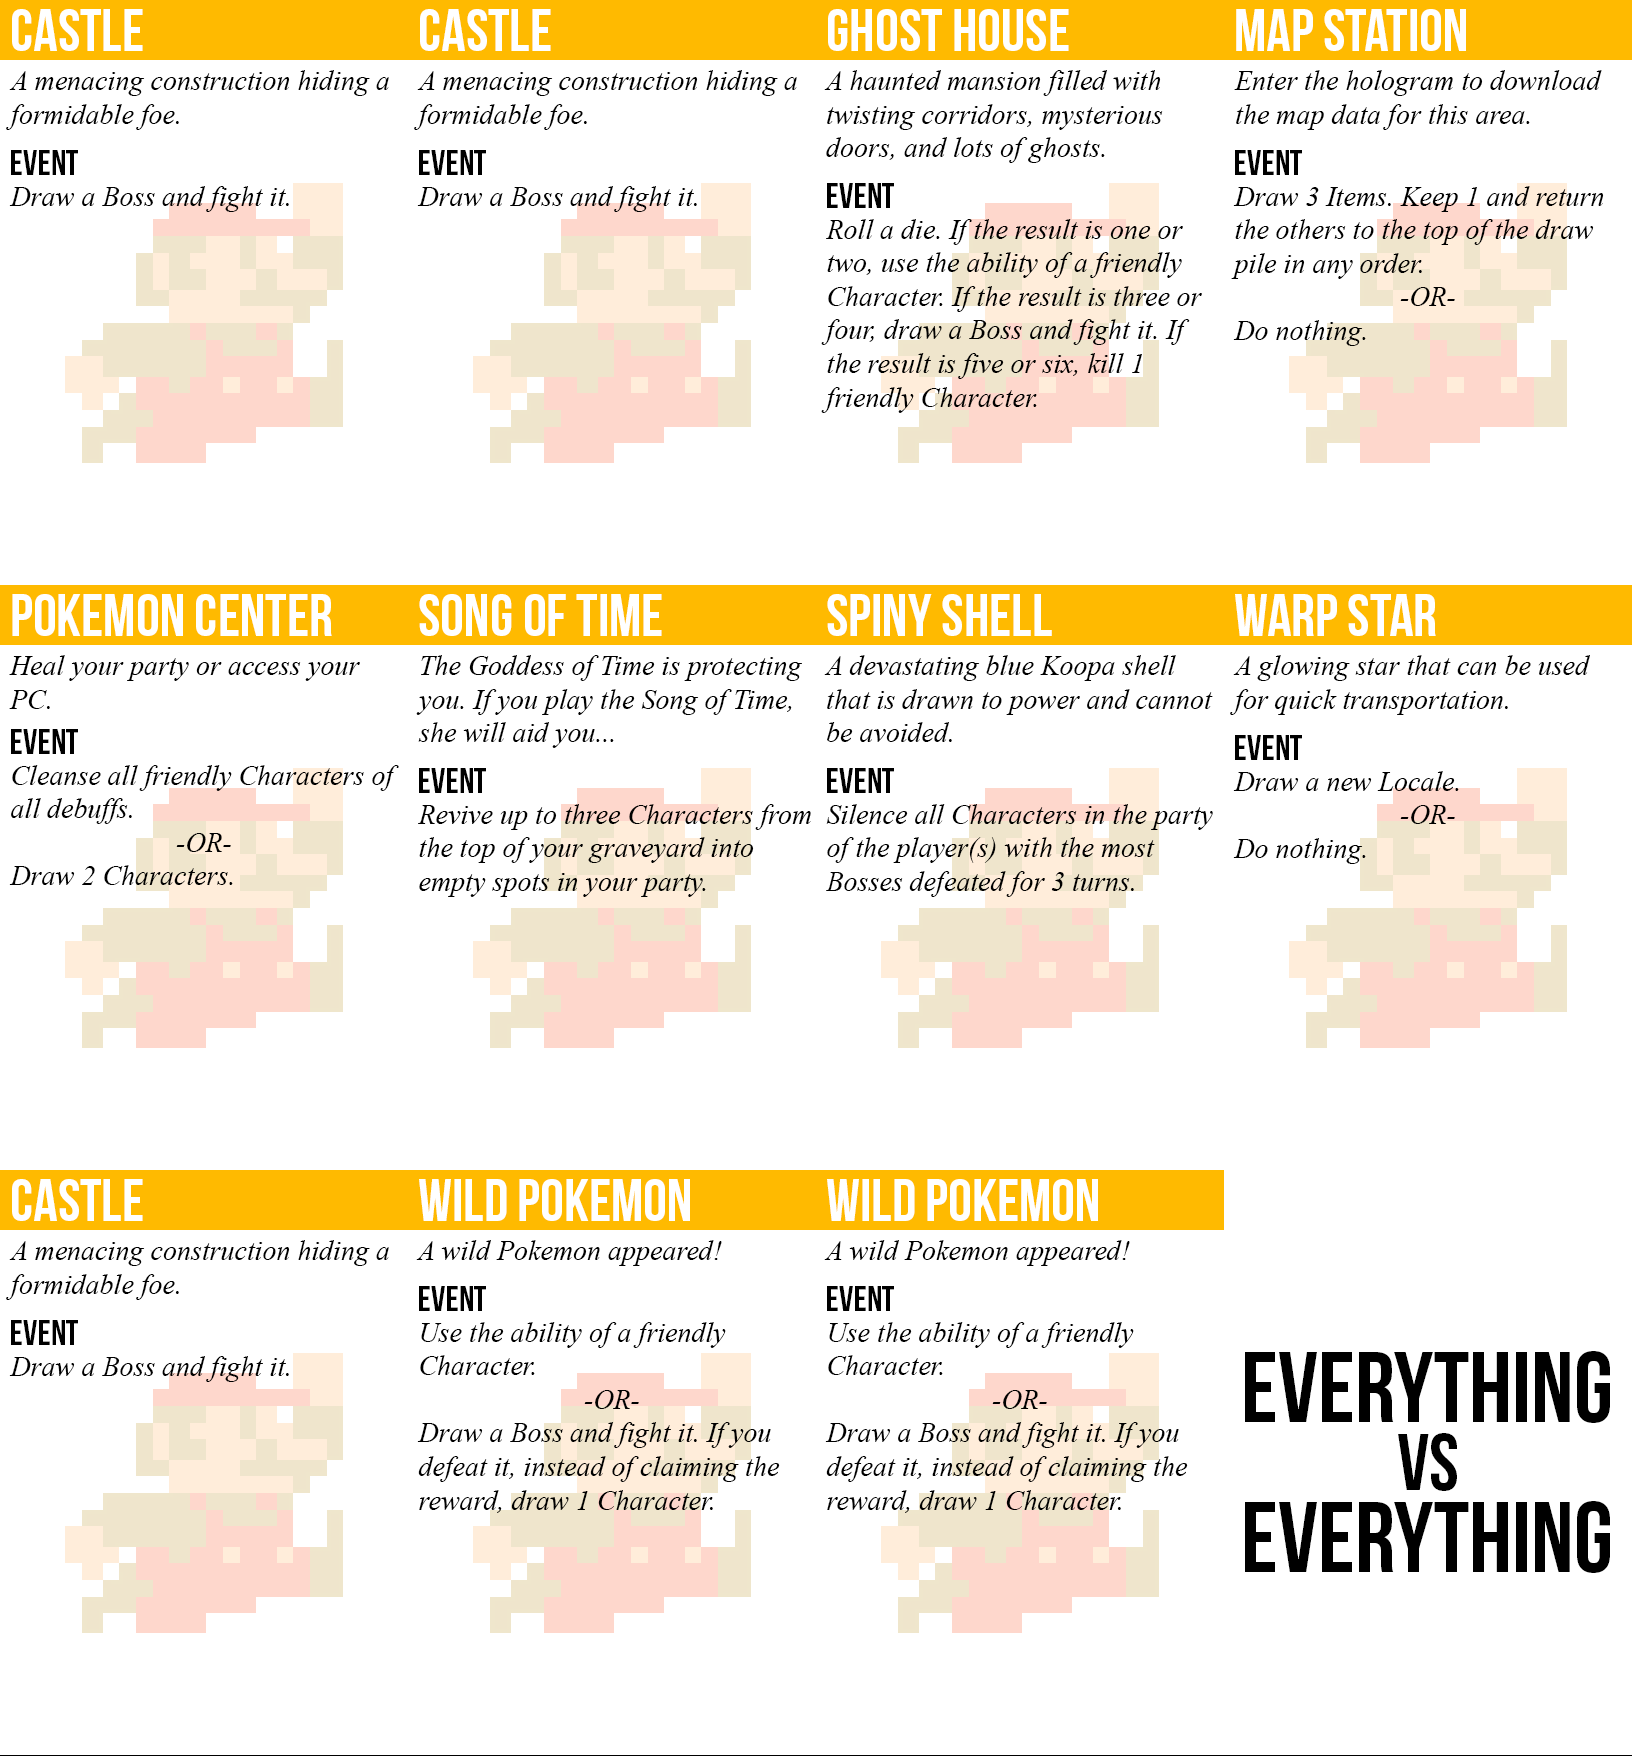 CASTLE
A menacing construction hiding a
formidable foe.
EVENT
Draw a Boss and fight it.
CASTLE
A menacing construction hiding a
formidable foe.
EVENT
Draw a Boss and fight it.
GHOST HOUSE
A haunted mansion filled with
twisting corridors, mysterious
doors, and lots of ghosts.
EVENT
Roll a die. If the result is one or
two, use the ability of a friendly
Character. If the result is three or
four, draw a Boss and fight it. If
the result is five or six, kill 1
friendly Character.
MAP STATION
Enter the hologram to download
the map data for this area.
EVENT
Draw 3 Items. Keep 1 and return
the others to the top of the draw
pile in any order.
-OR-
Do nothing.
POKEMON CENTER
Heal your party or access your
PC.
EVENT
Cleanse all friendly Characters of
all debuffs.
-OR-
Draw 2 Characters.
SONG OF TIME
The Goddess of Time is protecting
you. If you play the Song of Time,
she will aid you...
EVENT
Revive up to three Characters from
the top of your graveyard into
empty spots in your party.
SPINY SHELL
A devastating blue Koopa shell
that is drawn to power and cannot
be avoided.
EVENT
Silence all Characters in the party
of the player(s) with the most
Bosses defeated for 3 turns.
WARP STAR
A glowing star that can be used
for quick transportation.
EVENT
Draw a new Locale.
-OR-
Do nothing.
CASTLE
A menacing construction hiding a
formidable foe.
EVENT
Draw a Boss and fight it.
WILD POKEMON
A wild Pokemon appeared!
EVENT
Use the ability of a friendly
Character.
-OR-
Draw a Boss and fight it. If you
defeat it, instead of claiming the
reward, draw 1 Character.
WILD POKEMON
A wild Pokemon appeared!
EVENT
Use the ability of a friendly
Character.
-OR-
Draw a Boss and fight it. If you
defeat it, instead of claiming the
reward, draw 1 Character.
EVERYTHING
VS
EVERYTHING